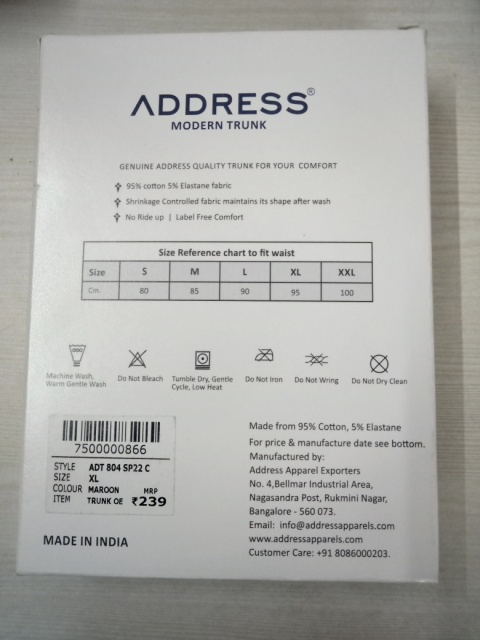 ADDRESS®
MODERN TRUNK
GENUINE ADDRESS QUALITY TRUNK FOR YOUR COMFORT
95% cotton 5% Elastane fabric
Shrinkage Controlled fabric maintains its shape after wash
No Ride up | Label Free Comfort
Size Reference chart to fit waist
Size S M L XL XXL
Cm. 80 85 90 95 100
Machine Wash,
Warm Gentle Wash
Do Not Bleach
Tumble Dry, Gentle
Cycle, Low Heat
Do Not Iron
Do Not Wring
Do Not Dry Clean
7500000866
STYLE ADT 804 SP22 C
SIZE XL
COLOUR MAROON MRP
ITEM TRUNK OE ₹239
MADE IN INDIA
Made from 95% Cotton, 5% Elastane
For price & manufacture date see bottom.
Manufactured by:
Address Apparel Exporters
No. 4,Bellmar Industrial Area,
Nagasandra Post, Rukmini Nagar,
Bangalore - 560 073.
Email: info@addressapparels.com
www.addressapparels.com
Customer Care: +91 8086000203.